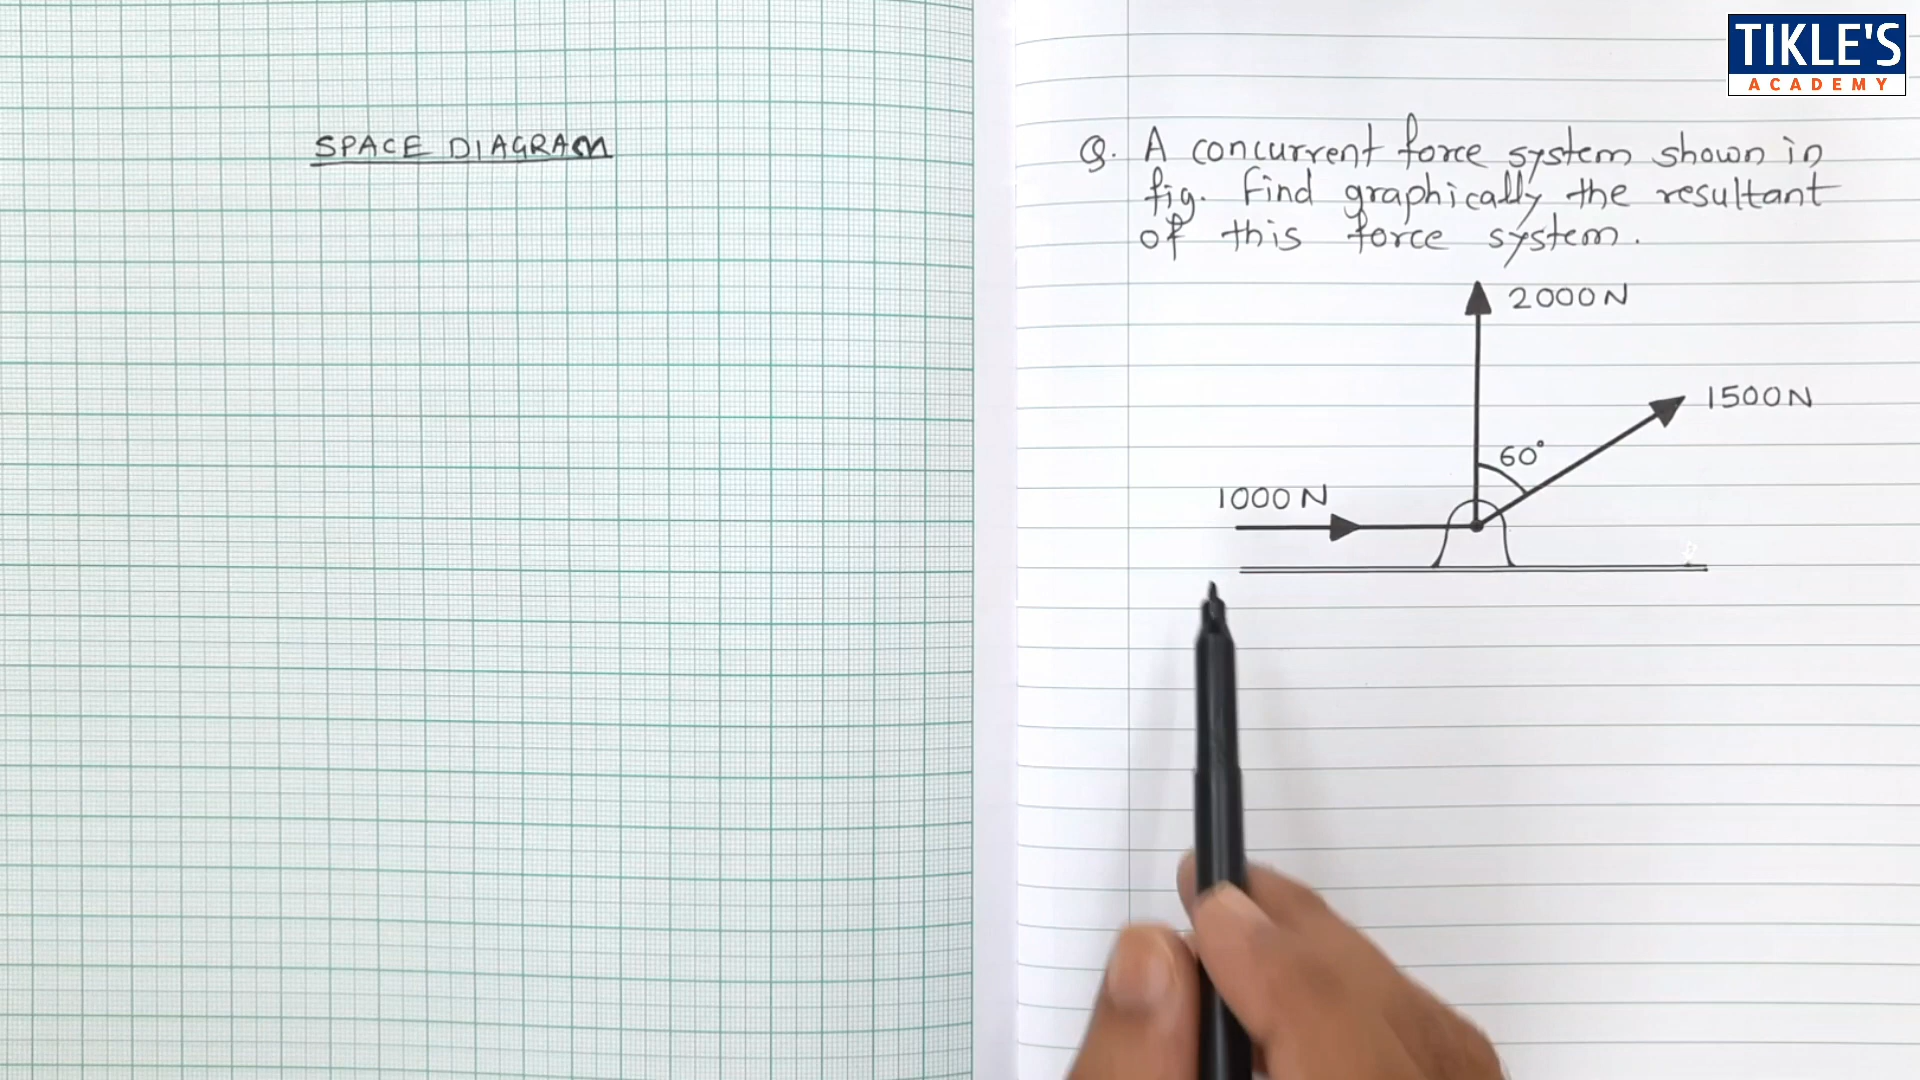 TIKLE'S
ACADEMY
SPACE DIAGRAM
Q. A concurrent force system shown in
fig. Find graphically the resultant
of this force system.
2000 N
1500 N
60°
1000 N